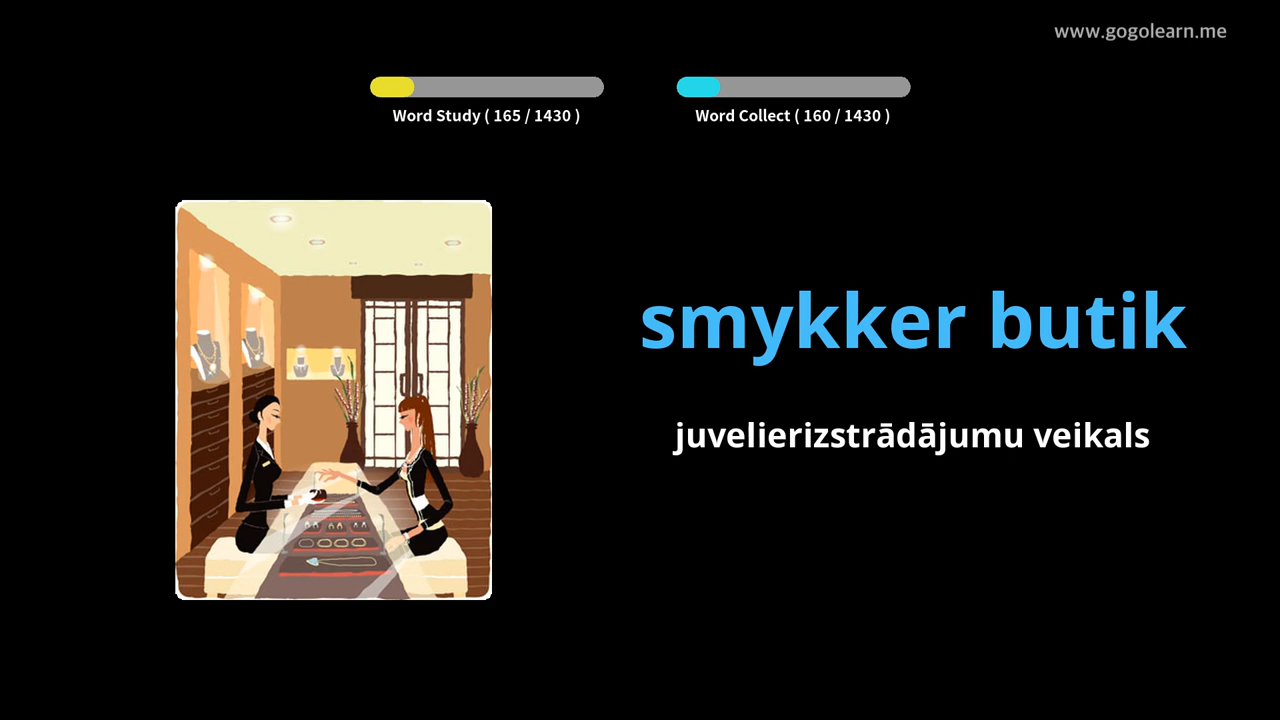 www.gogolearn.me
Word Study ( 165 / 1430 )
Word Collect ( 160 / 1430 )
smykker butik
juvelierizstrādājumu veikals